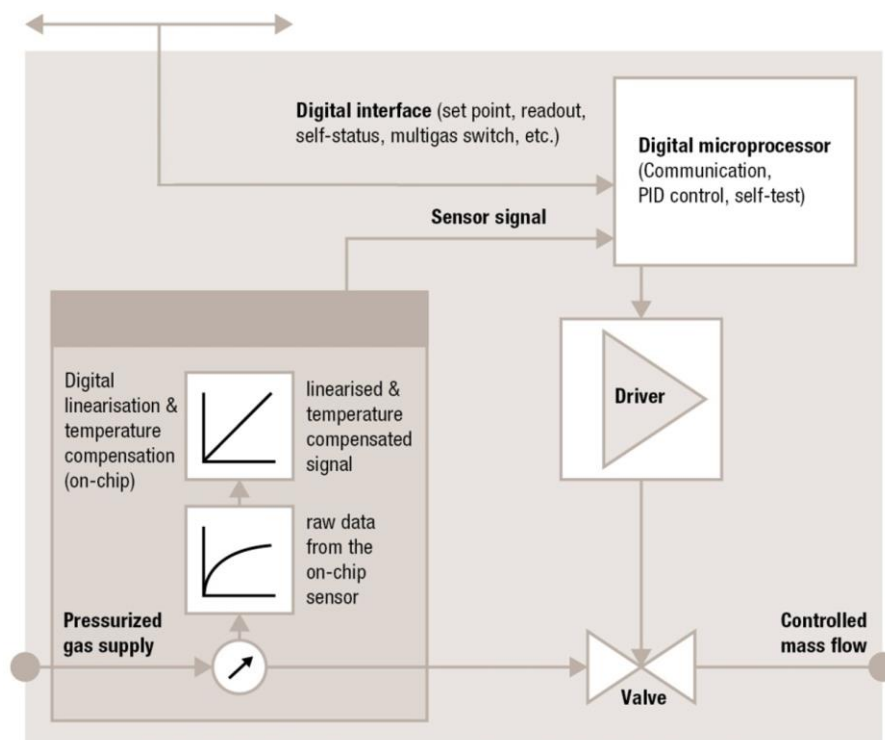 Digital interface (set point, readout,
self-status, multigas switch, etc.)
Digital microprocessor
(Communication,
PID control, self-test)
Sensor signal
Digital
linearisation &
temperature
compensation
(on-chip)
linearised &
temperature
compensated
signal
Driver
raw data
from the
on-chip
sensor
Pressurized
gas supply
Controlled
mass flow
Valve